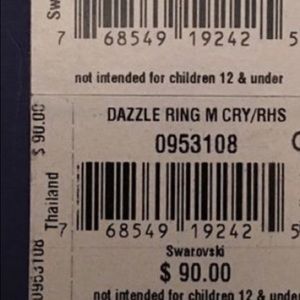 Sw
7 68549 19242 5
not intended for children 12 & under
DAZZLE RING M CRY/RHS
0953108
7 68549 19242 5
Swarovski
$ 90.00
not intended for children 12 & under
$ 90.00
Thailand
0953108